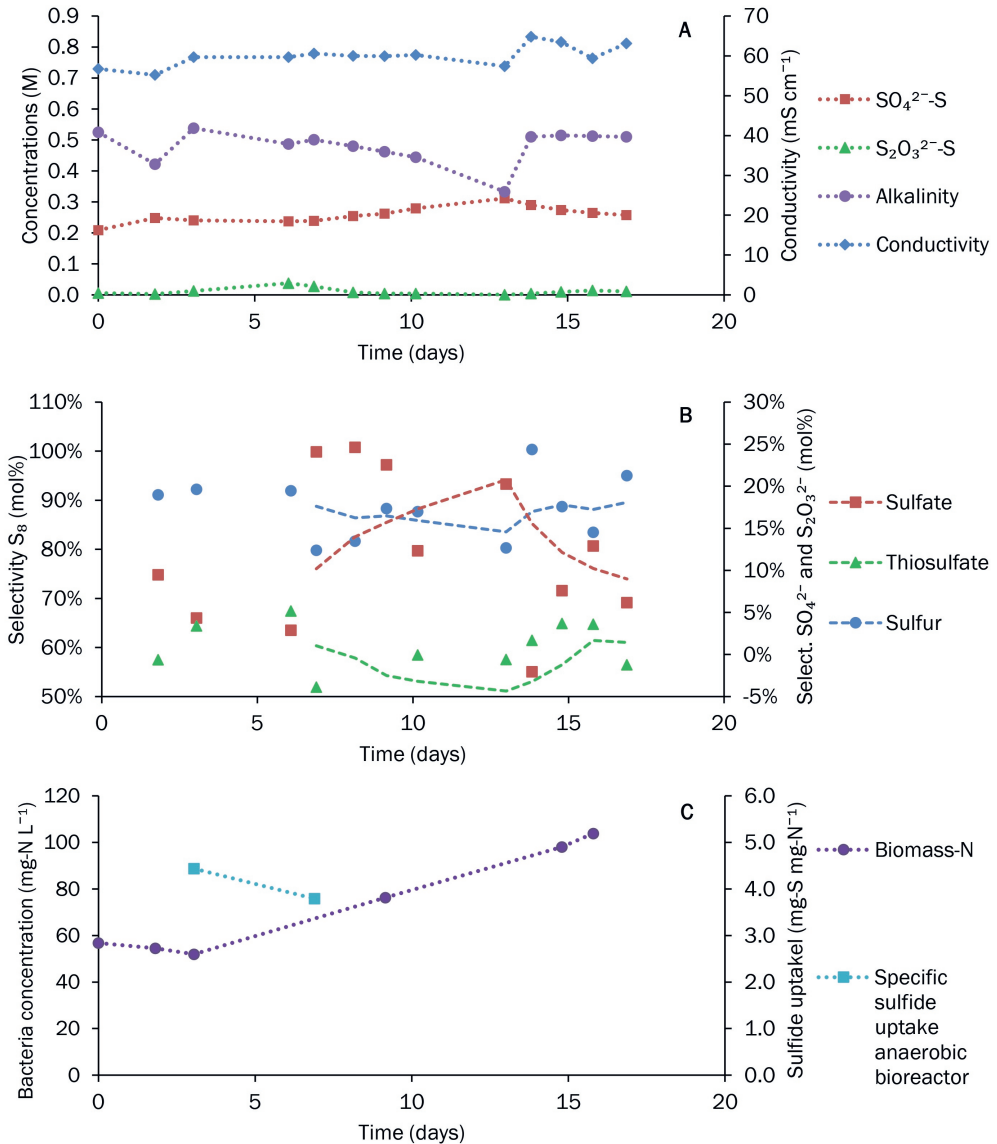 A
Concentrations (M)
0.9
0.8
0.7
0.6
0.5
0.4
0.3
0.2
0.1
0.0
70
60
50
40
30
20
10
0
Conductivity (mS cm⁻¹)
0 5 10 15 20
Time (days)
SO₄²⁻-S
S₂O₃²⁻-S
Alkalinity
Conductivity
B
Selectivity S₈ (mol%)
110%
100%
90%
80%
70%
60%
50%
30%
25%
20%
15%
10%
5%
0%
-5%
Select. SO₄²⁻ and S₂O₃²⁻ (mol%)
0 5 10 15 20
Time (days)
Sulfate
Thiosulfate
Sulfur
C
Bacteria concentration (mg-N L⁻¹)
120
100
80
60
40
20
0
6.0
5.0
4.0
3.0
2.0
1.0
0.0
Sulfide uptakel (mg-S mg-N⁻¹)
0 5 10 15 20
Time (days)
Biomass-N
Specific
sulfide
uptake
anaerobic
bioreactor